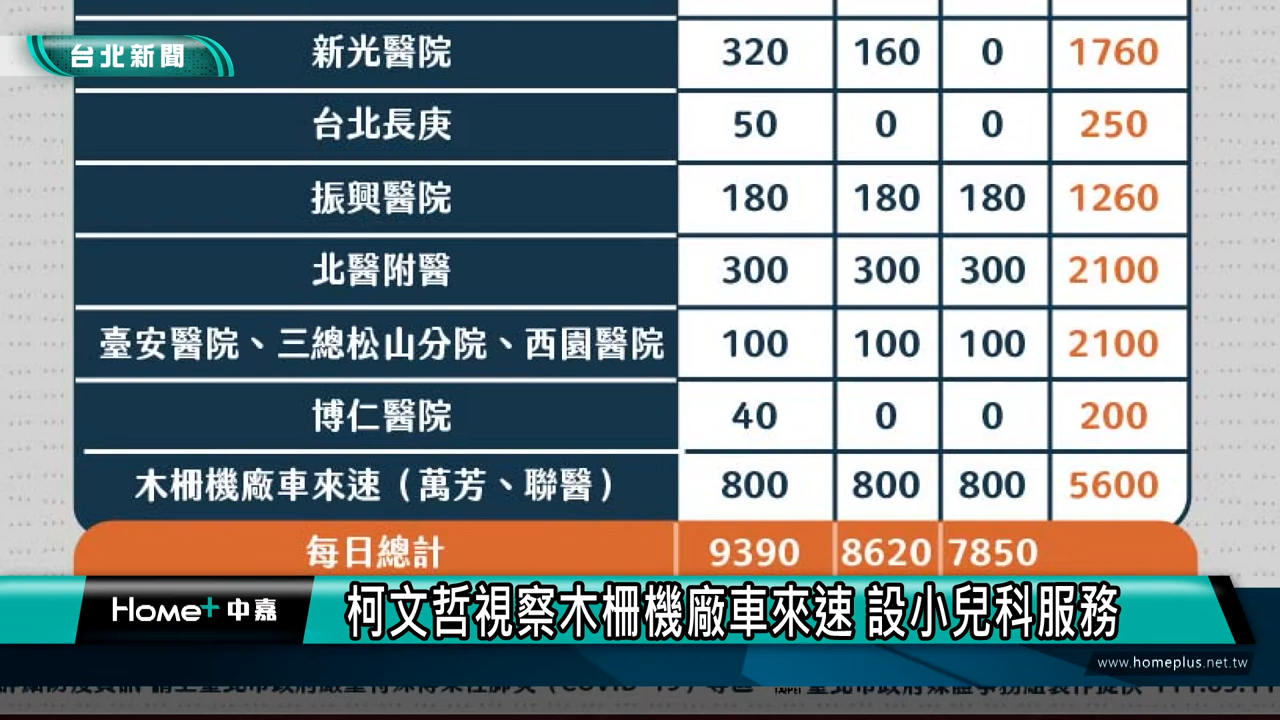 台北新聞
新光醫院 320 160 0 1760
台北長庚 50 0 0 250
振興醫院 180 180 180 1260
北醫附醫 300 300 300 2100
臺安醫院、三總松山分院、西園醫院 100 100 100 2100
博仁醫院 40 0 0 200
木柵機廠車來速（萬芳、聯醫） 800 800 800 5600
每日總計 9390 8620 7850
Home+中嘉 柯文哲視察木柵機廠車來速 設小兒科服務
www.homeplus.net.tw